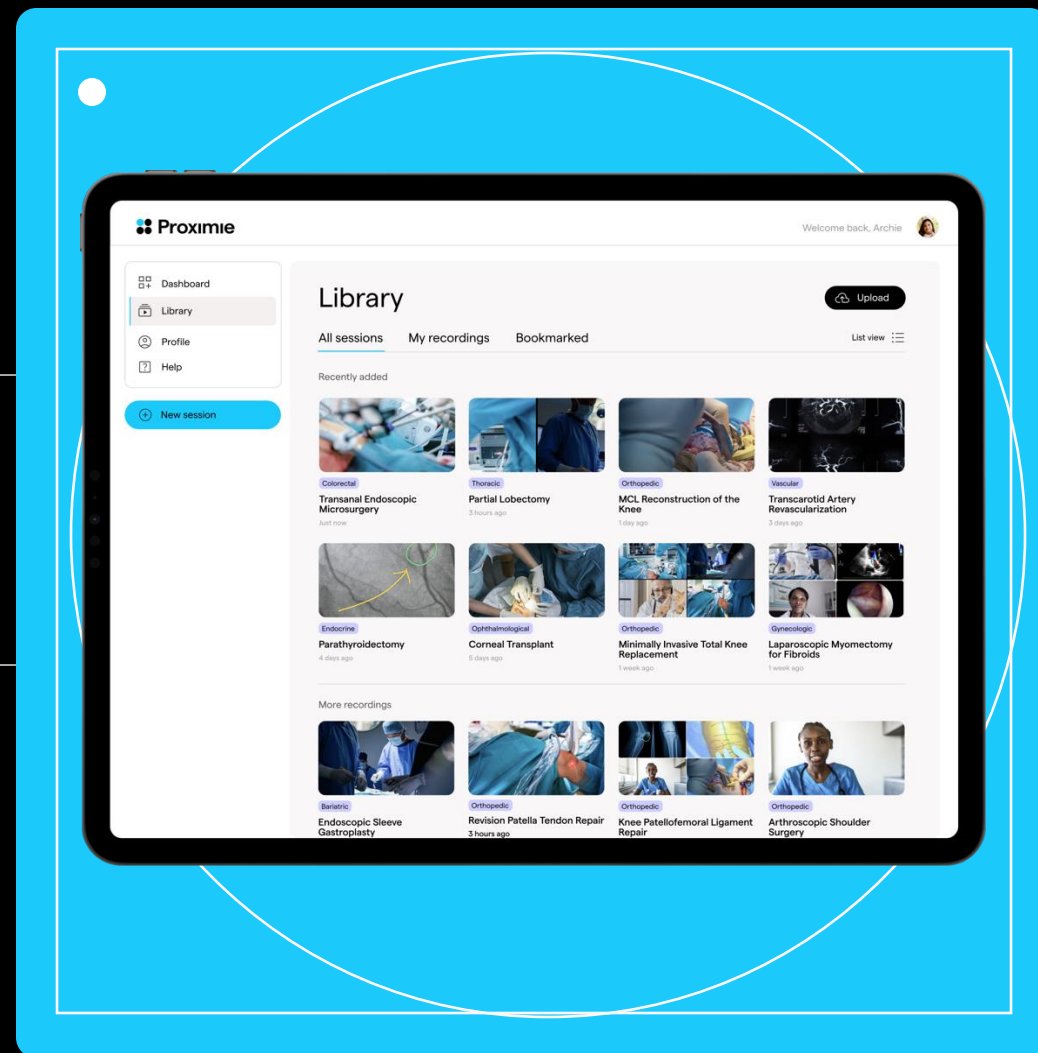 Proximie
Welcome back, Archie
Dashboard
Library
Profile
Help
New session
Library
Upload
All sessions
My recordings
Bookmarked
List view
Recently added
Colorectal
Transanal Endoscopic
Microsurgery
Just now
Thoracic
Partial Lobectomy
3 hours ago
Orthopedic
MCL Reconstruction of the
Knee
1 day ago
Vascular
Transcarotid Artery
Revascularization
3 days ago
Endocrine
Parathyroidectomy
4 days ago
Ophthalmological
Corneal Transplant
5 days ago
Orthopedic
Minimally Invasive Total Knee
Replacement
1 week ago
Gynecologic
Laparoscopic Myomectomy
for Fibroids
1 week ago
More recordings
Bariatric
Endoscopic Sleeve
Gastroplasty
Orthopedic
Revision Patella Tendon Repair
3 hours ago
Orthopedic
Knee Patellofemoral Ligament
Repair
Orthopedic
Arthroscopic Shoulder
Surgery